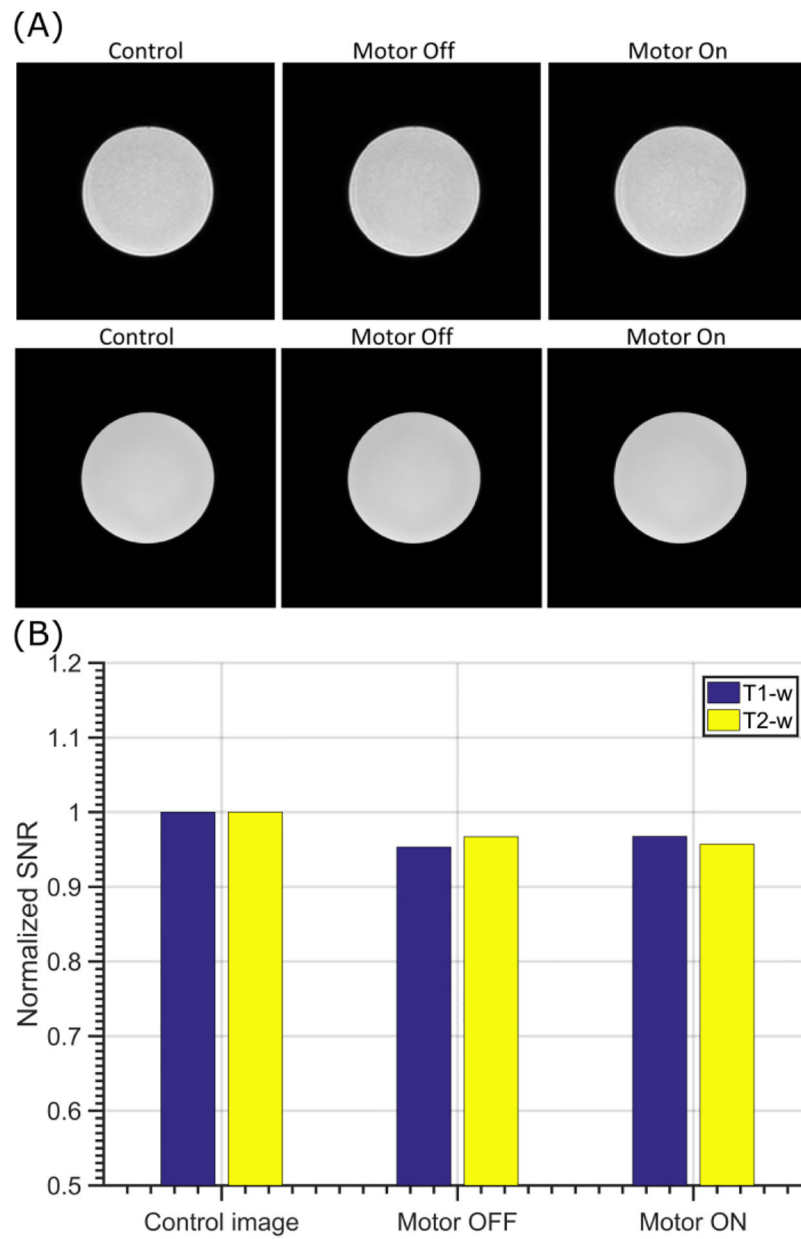 (A)
Control Motor Off Motor On
Control Motor Off Motor On
(B)
1.2
1.1
1
0.9
0.8
0.7
0.6
0.5
Normalized SNR
T1-w
T2-w
Control image Motor OFF Motor ON